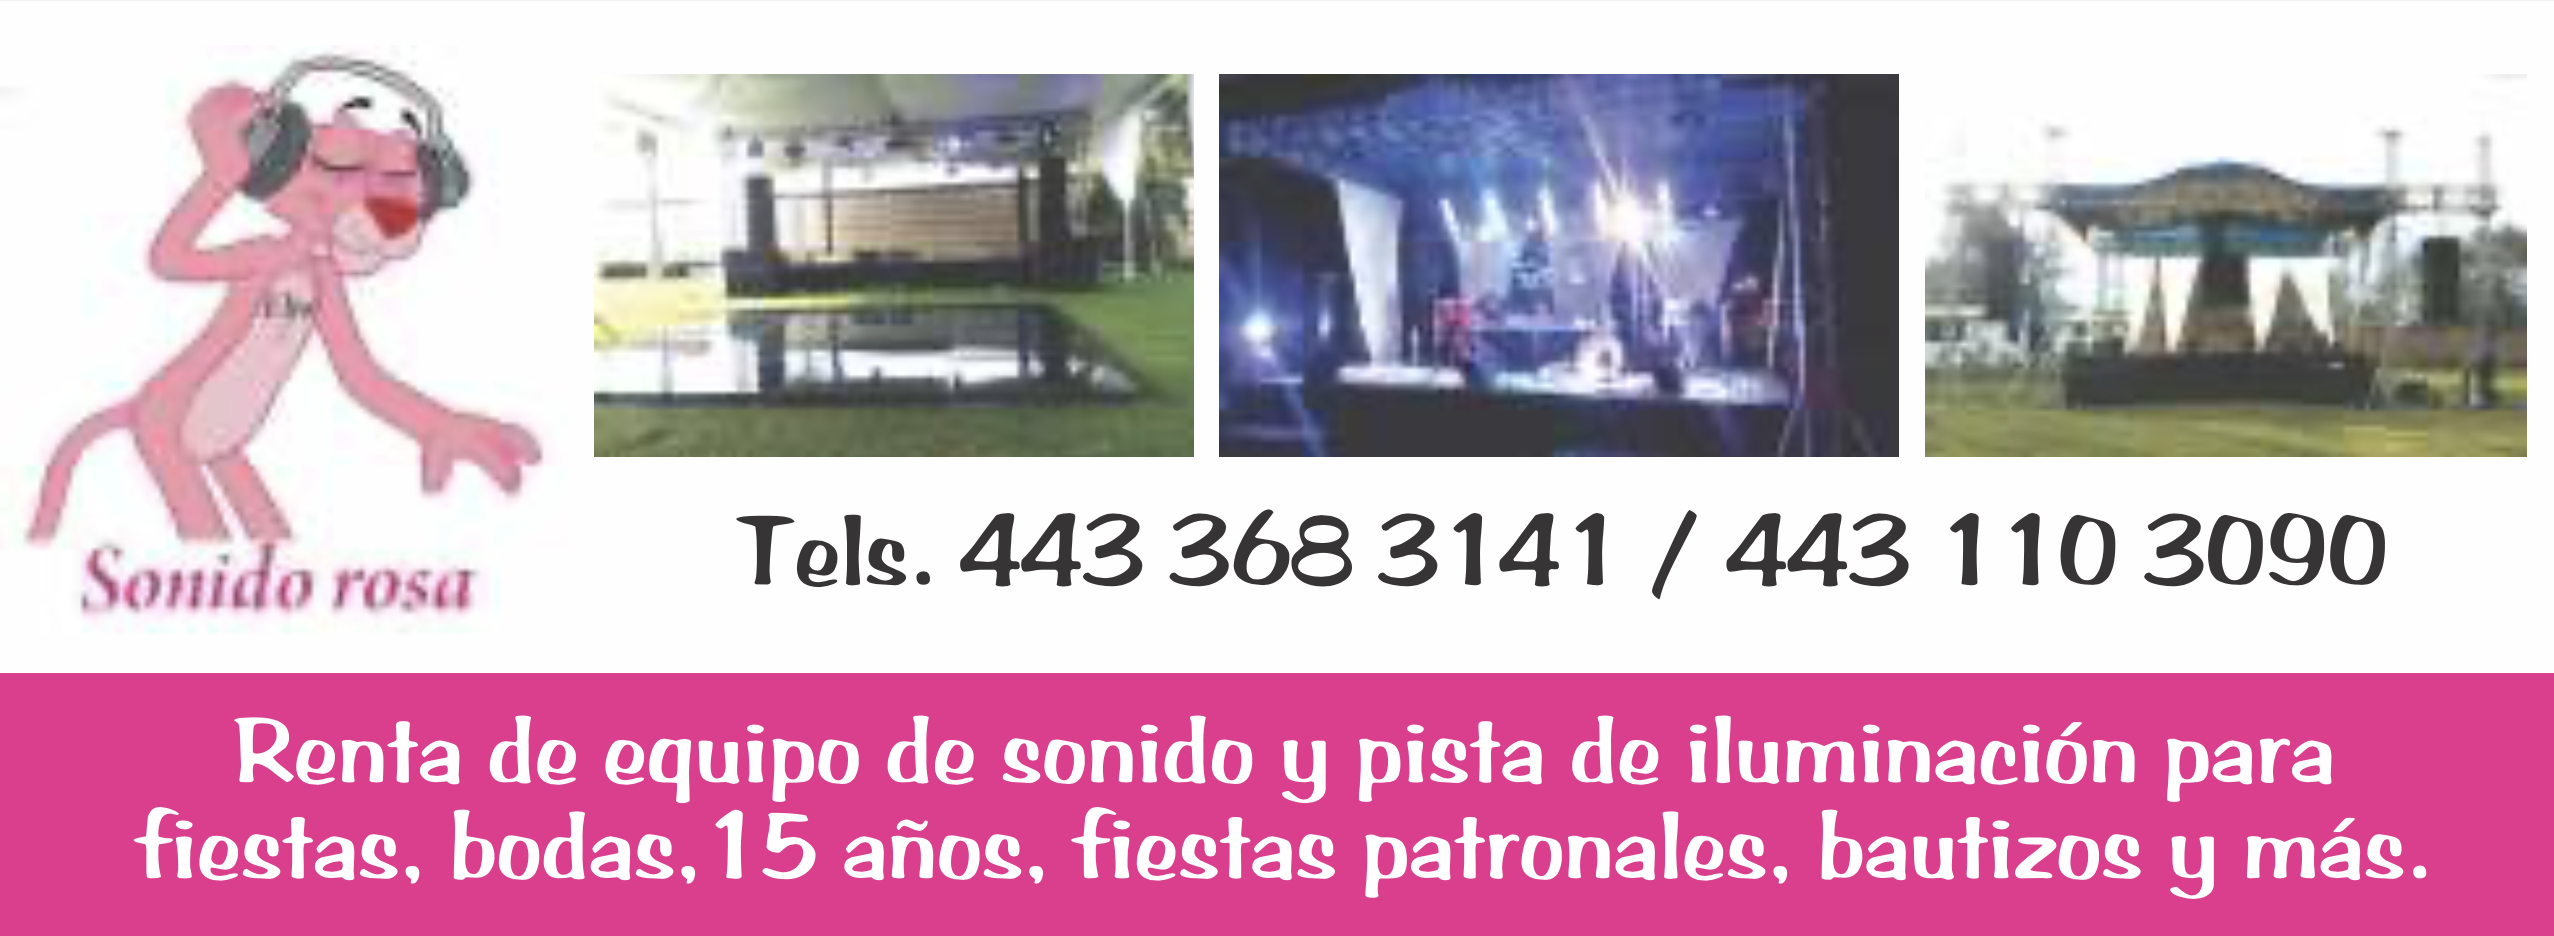 Sonido rosa
Tels. 443 368 3141 / 443 110 3090
Renta de equipo de sonido y pista de iluminación para
fiestas, bodas,15 años, fiestas patronales, bautizos y más.